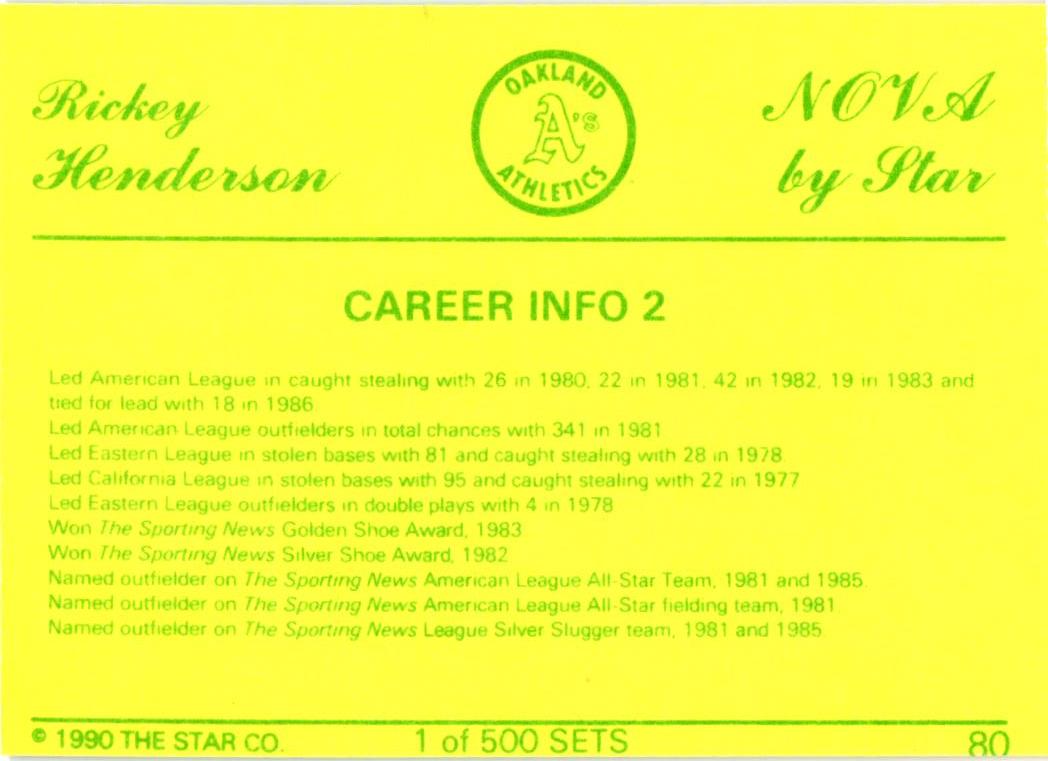 Rickey
Henderson
OAKLAND
A's
ATHLETICS
NOVA
by Star
CAREER INFO 2
Led American League in caught stealing with 26 in 1980, 22 in 1981, 42 in 1982, 19 in 1983 and
tied for lead with 18 in 1986
Led American League outfielders in total chances with 341 in 1981
Led Eastern League in stolen bases with 81 and caught stealing with 28 in 1978.
Led California League in stolen bases with 95 and caught stealing with 22 in 1977
Led Eastern League outfielders in double plays with 4 in 1978
Won The Sporting News Golden Shoe Award, 1983
Won The Sporting News Silver Shoe Award, 1982
Named outfielder on The Sporting News American League All-Star Team, 1981 and 1985.
Named outfielder on The Sporting News American League All-Star fielding team, 1981
Named outfielder on The Sporting News League Silver Slugger team, 1981 and 1985
© 1990 THE STAR CO.
1 of 500 SETS
80